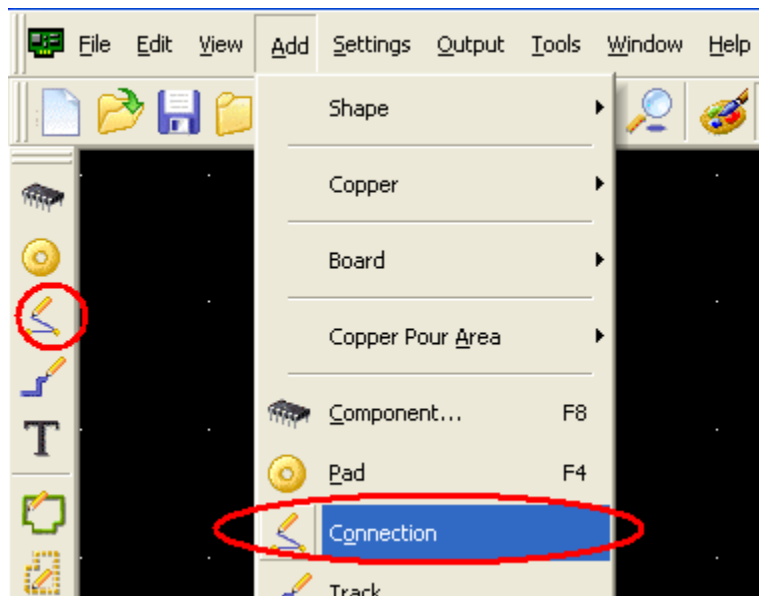 File Edit View Add Settings Output Tools Window Help
Shape
Copper
Board
Copper Pour Area
Component... F8
Pad F4
Connection
T
Track